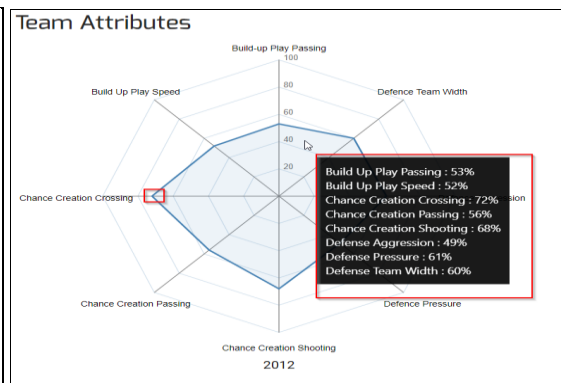 Team Attributes
Build-up Play Passing
100
Build Up Play Speed
80
Defence Team Width
60
40
20
Build Up Play Passing : 53%
Build Up Play Speed : 52%
Chance Creation Crossing : 72%
Chance Creation Passing : 56%
Chance Creation Shooting : 68%
Defense Aggression : 49%
Defense Pressure : 61%
Defense Team Width : 60%
Chance Creation Crossing
Chance Creation Passing
Defence Pressure
Chance Creation Shooting
2012